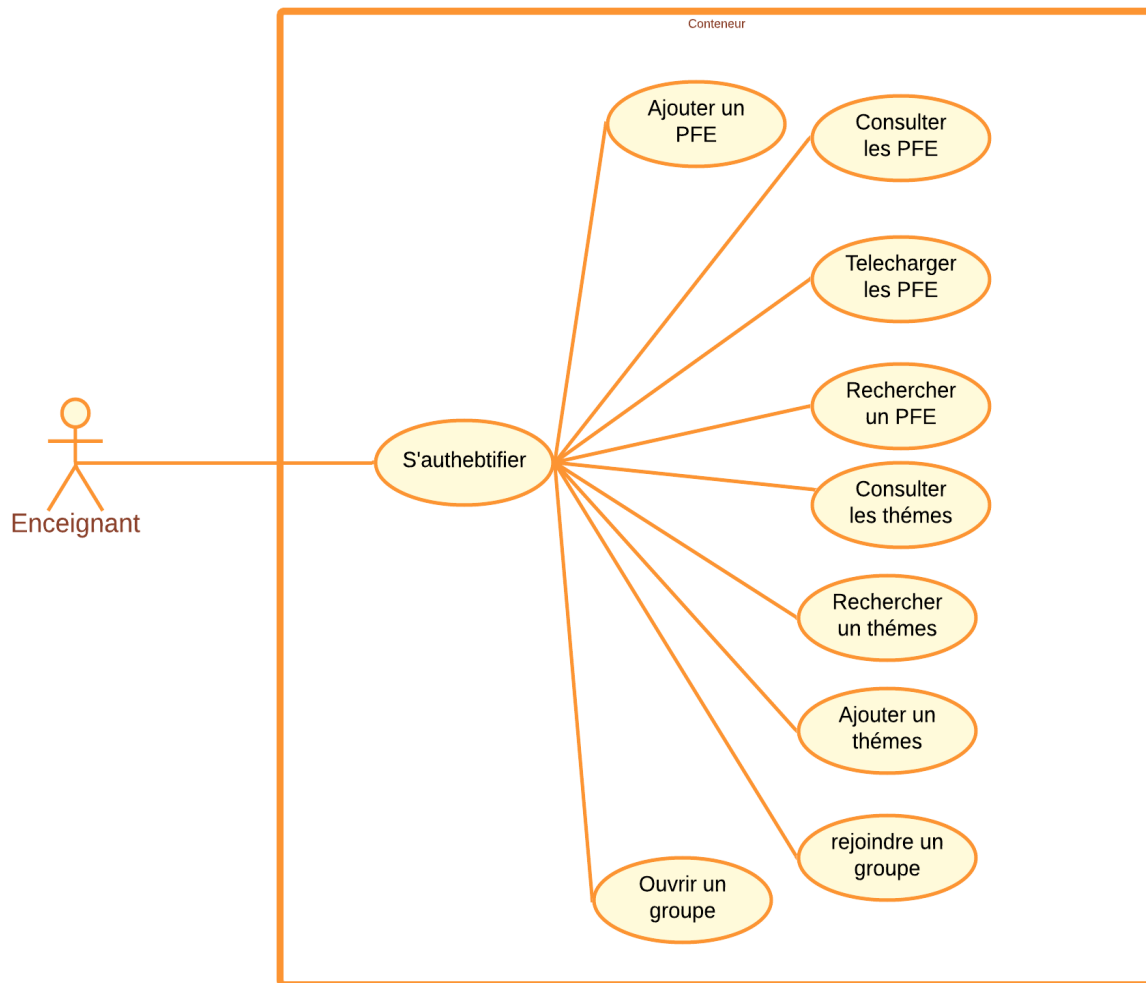 Conteneur
Ajouter un
PFE
Consulter
les PFE
Telecharger
les PFE
Rechercher
un PFE
S'authebtifier
Consulter
les thémes
Enceignant
Rechercher
un thémes
Ajouter un
thémes
rejoindre un
groupe
Ouvrir un
groupe